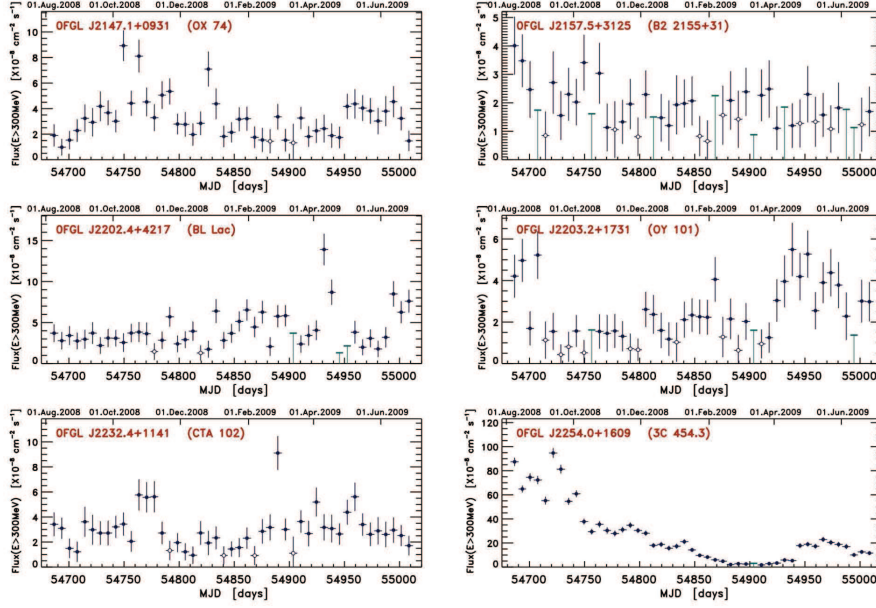 01.Aug.2008 01.Oct.2008 01.Dec.2008 01.Feb.2009 01.Apr.2009 01.Jun.2009
0FGL J2147.1+0931 (OX 74)
Flux(E>300MeV) [X10⁻⁸ cm⁻² s⁻¹]
10
8
6
4
2
0
54700 54750 54800 54850 54900 54950 55000
MJD [days]
01.Aug.2008 01.Oct.2008 01.Dec.2008 01.Feb.2009 01.Apr.2009 01.Jun.2009
0FGL J2157.5+3125 (B2 2155+31)
Flux(E>300MeV) [X10⁻⁸ cm⁻² s⁻¹]
5
4
3
2
1
0
54700 54750 54800 54850 54900 54950 55000
MJD [days]
01.Aug.2008 01.Oct.2008 01.Dec.2008 01.Feb.2009 01.Apr.2009 01.Jun.2009
0FGL J2202.4+4217 (BL Lac)
Flux(E>300MeV) [X10⁻⁸ cm⁻² s⁻¹]
15
10
5
0
54700 54750 54800 54850 54900 54950 55000
MJD [days]
01.Aug.2008 01.Oct.2008 01.Dec.2008 01.Feb.2009 01.Apr.2009 01.Jun.2009
0FGL J2203.2+1731 (OY 101)
Flux(E>300MeV) [X10⁻⁸ cm⁻² s⁻¹]
6
4
2
0
54700 54750 54800 54850 54900 54950 55000
MJD [days]
01.Aug.2008 01.Oct.2008 01.Dec.2008 01.Feb.2009 01.Apr.2009 01.Jun.2009
0FGL J2232.4+1141 (CTA 102)
Flux(E>300MeV) [X10⁻⁸ cm⁻² s⁻¹]
10
8
6
4
2
0
54700 54750 54800 54850 54900 54950 55000
MJD [days]
01.Aug.2008 01.Oct.2008 01.Dec.2008 01.Feb.2009 01.Apr.2009 01.Jun.2009
0FGL J2254.0+1609 (3C 454.3)
Flux(E>300MeV) [X10⁻⁸ cm⁻² s⁻¹]
120
100
80
60
40
20
0
54700 54750 54800 54850 54900 54950 55000
MJD [days]